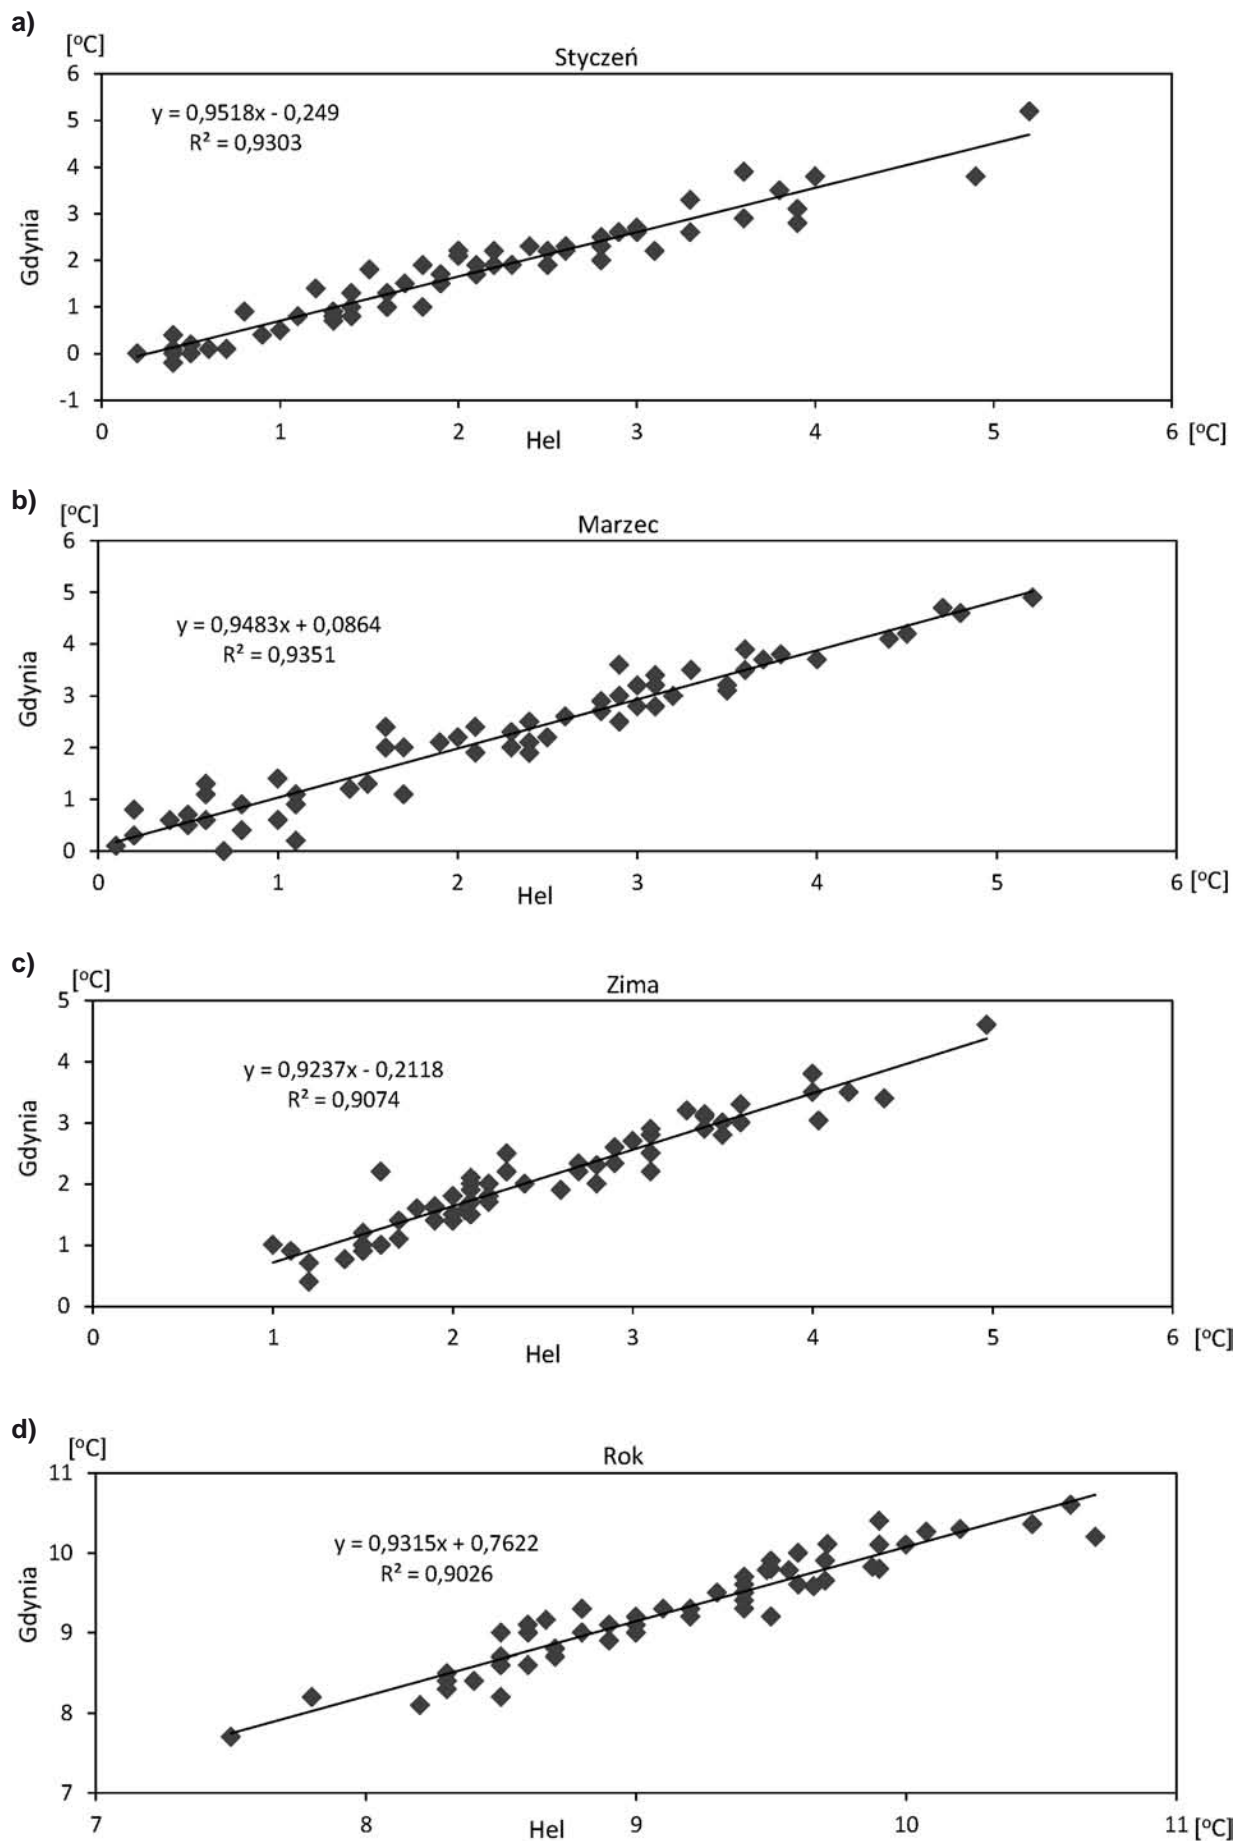 a)
[°C]
Styczeń
6
5
4
3
2
1
0
-1
Gdynia
y = 0,9518x - 0,249
R² = 0,9303
0 1 2 3 4 5 6 [°C]
Hel
b)
[°C]
Marzec
6
5
4
3
2
1
0
Gdynia
y = 0,9483x + 0,0864
R² = 0,9351
0 1 2 3 4 5 6 [°C]
Hel
c)
[°C]
Zima
5
4
3
2
1
0
Gdynia
y = 0,9237x - 0,2118
R² = 0,9074
0 1 2 3 4 5 6 [°C]
Hel
d)
[°C]
Rok
11
10
9
8
7
Gdynia
y = 0,9315x + 0,7622
R² = 0,9026
7 8 9 10 11 [°C]
Hel